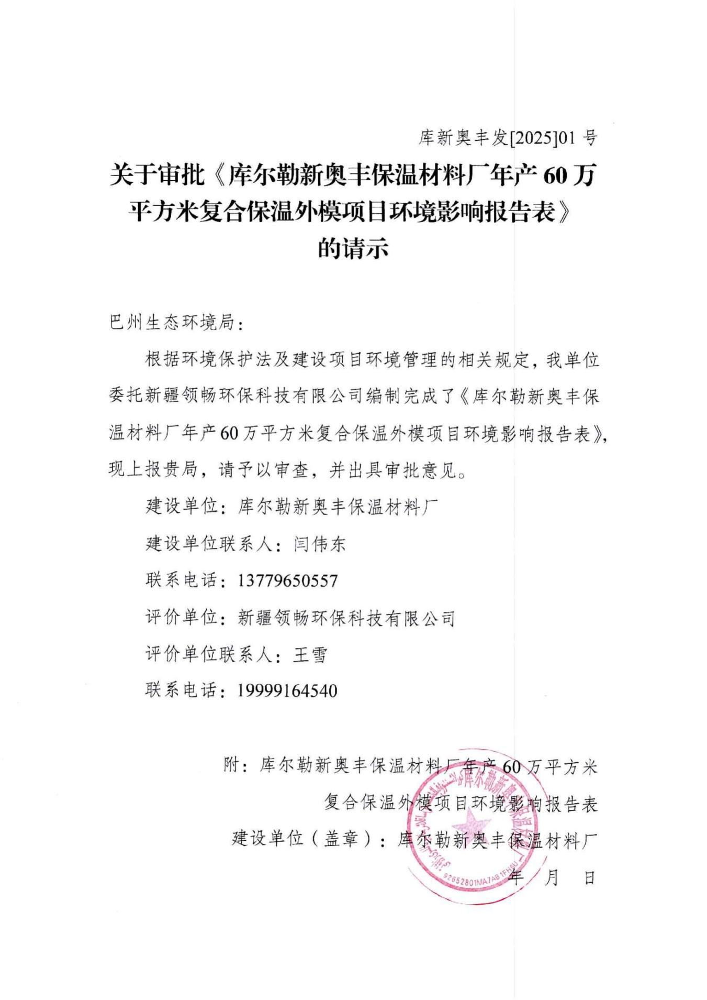 库新奥丰发[2025]01 号
关于审批《库尔勒新奥丰保温材料厂年产 60 万
平方米复合保温外模项目环境影响报告表》
的请示
巴州生态环境局：
根据环境保护法及建设项目环境管理的相关规定，我单位
委托新疆领畅环保科技有限公司编制完成了《库尔勒新奥丰保
温材料厂年产 60 万平方米复合保温外模项目环境影响报告表》，
现上报贵局，请予以审查，并出具审批意见。
建设单位：库尔勒新奥丰保温材料厂
建设单位联系人：闫伟东
联系电话：13779650557
评价单位：新疆领畅环保科技有限公司
评价单位联系人：王雪
联系电话：19999164540
附：库尔勒新奥丰保温材料厂年产 60 万平方米
复合保温外模项目环境影响报告表
建设单位（盖章）：库尔勒新奥丰保温材料厂
年 月 日
库尔勒新奥丰保温材料厂